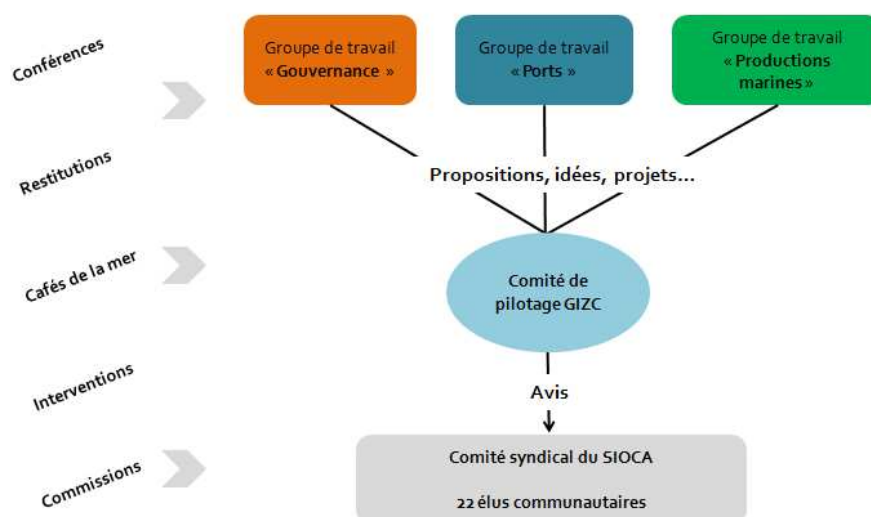 Conférences
Restitutions
Cafés de la mer
Interventions
Commissions
Groupe de travail
« Gouvernance »
Groupe de travail
« Ports »
Groupe de travail
« Productions
marines »
Propositions, idées, projets...
Comité de
pilotage GIZC
Avis
Comité syndical du SIOCA
22 élus communautaires